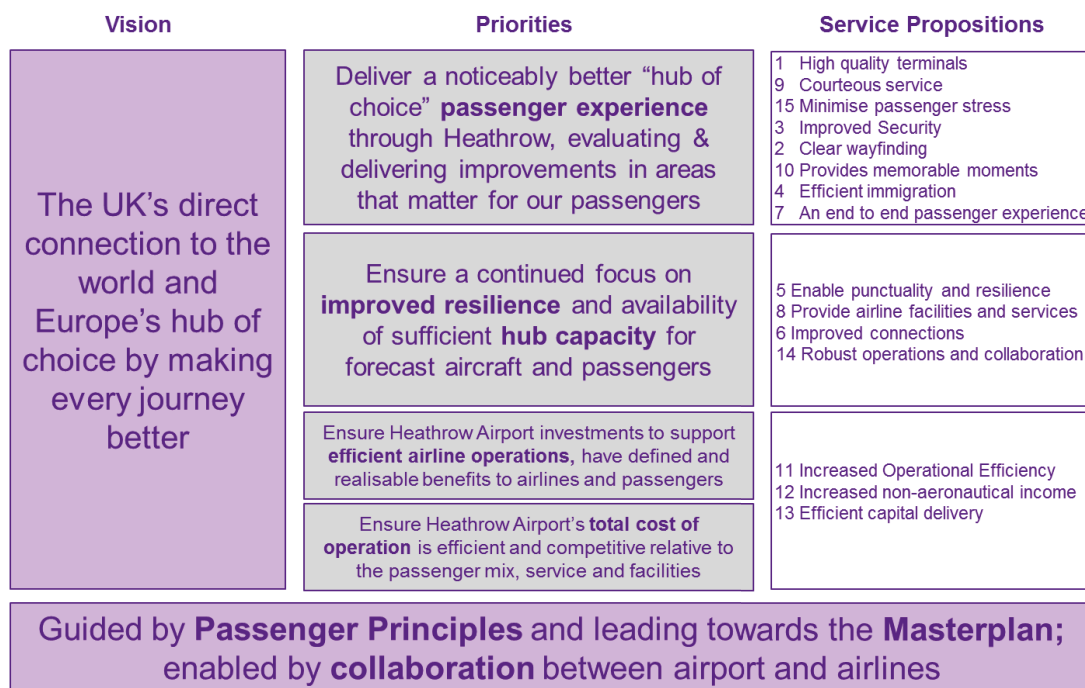 Vision
The UK's direct
connection to the
world and
Europe's hub of
choice by making
every journey
better
Priorities
Deliver a noticeably better “hub of
choice” passenger experience
through Heathrow, evaluating &
delivering improvements in areas
that matter for our passengers
Ensure a continued focus on
improved resilience and availability
of sufficient hub capacity for
forecast aircraft and passengers
Ensure Heathrow Airport investments to support
efficient airline operations, have defined and
realisable benefits to airlines and passengers
Ensure Heathrow Airport's total cost of
operation is efficient and competitive relative to
the passenger mix, service and facilities
Service Propositions
1 High quality terminals
9 Courteous service
15 Minimise passenger stress
3 Improved Security
2 Clear wayfinding
10 Provides memorable moments
4 Efficient immigration
7 An end to end passenger experience
5 Enable punctuality and resilience
8 Provide airline facilities and services
6 Improved connections
14 Robust operations and collaboration
11 Increased Operational Efficiency
12 Increased non-aeronautical income
13 Efficient capital delivery
Guided by Passenger Principles and leading towards the Masterplan;
enabled by collaboration between airport and airlines